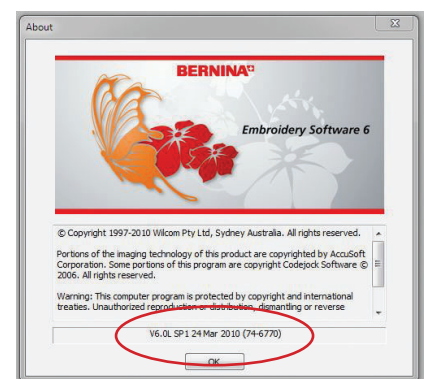 About
BERNINA
Embroidery Software 6
© Copyright 1997-2010 Wilcom Pty Ltd, Sydney Australia. All rights reserved.
Portions of the imaging technology of this product are copyrighted by AccuSoft
Corporation. Some portions of this program are copyright Codejock Software ©
2006. All rights reserved.
Warning: This computer program is protected by copyright and international
treaties. Unauthorized reproduction or distribution, dismantling or reverse
V6.0L SP1 24 Mar 2010 (74-6770)
OK